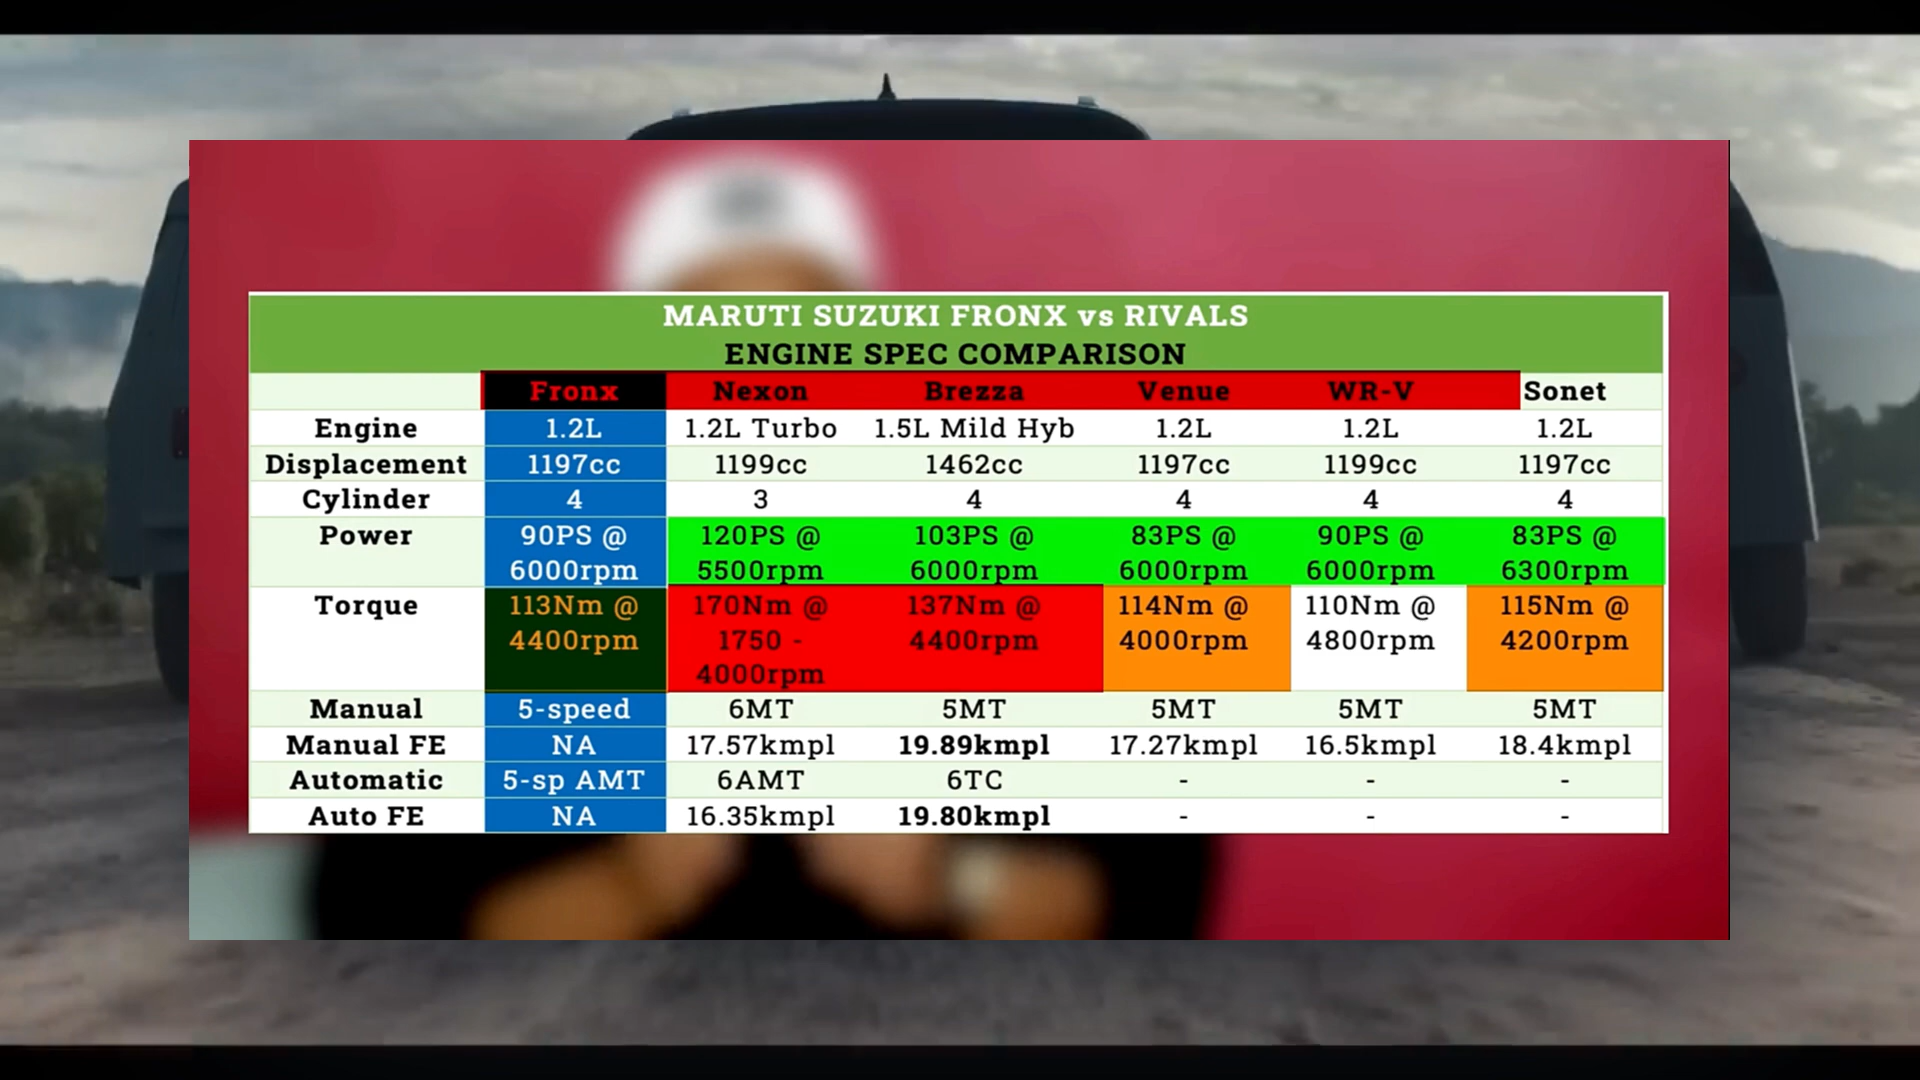 MARUTI SUZUKI FRONX vs RIVALS
ENGINE SPEC COMPARISON
Fronx Nexon Brezza Venue WR-V Sonet
Engine 1.2L 1.2L Turbo 1.5L Mild Hyb 1.2L 1.2L 1.2L
Displacement 1197cc 1199cc 1462cc 1197cc 1199cc 1197cc
Cylinder 4 3 4 4 4 4
Power 90PS @ 120PS @ 103PS @ 83PS @ 90PS @ 83PS @
6000rpm 5500rpm 6000rpm 6000rpm 6000rpm 6300rpm
Torque 113Nm @ 170Nm @ 137Nm @ 114Nm @ 110Nm @ 115Nm @
4400rpm 1750 - 4400rpm 4000rpm 4800rpm 4200rpm
4000rpm
Manual 5-speed 6MT 5MT 5MT 5MT 5MT
Manual FE NA 17.57kmpl 19.89kmpl 17.27kmpl 16.5kmpl 18.4kmpl
Automatic 5-sp AMT 6AMT 6TC - - -
Auto FE NA 16.35kmpl 19.80kmpl - - -